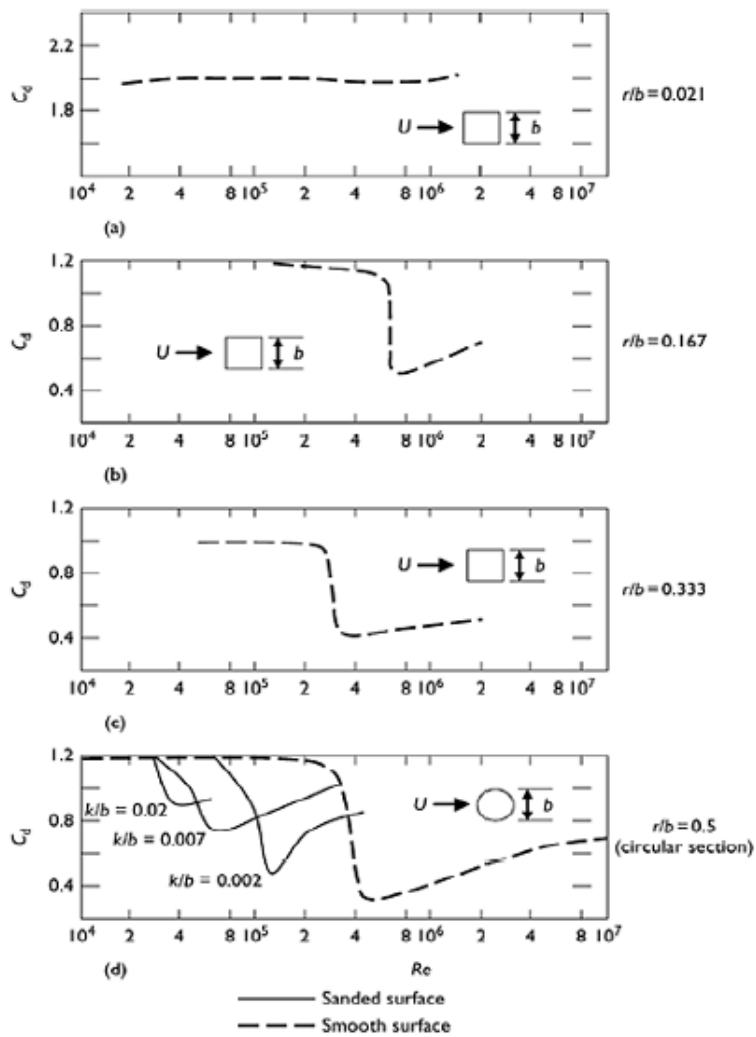 2.2
C_d
1.8
r/b = 0.021
U
b
10^4 2 4 8 10^5 2 4 8 10^6 2 4 8 10^7
(a)
1.2
0.8
C_d
0.4
U
b
r/b = 0.167
10^4 2 4 8 10^5 2 4 8 10^6 2 4 8 10^7
(b)
1.2
0.8
C_d
0.4
U
b
r/b = 0.333
10^4 2 4 8 10^5 2 4 8 10^6 2 4 8 10^7
(c)
1.2
0.8
C_d
0.4
k/b = 0.02
k/b = 0.007
k/b = 0.002
U
b
r/b = 0.5
(circular section)
10^4 2 4 8 10^5 2 4 8 10^6 2 4 8 10^7
(d)
Re
Sanded surface
Smooth surface